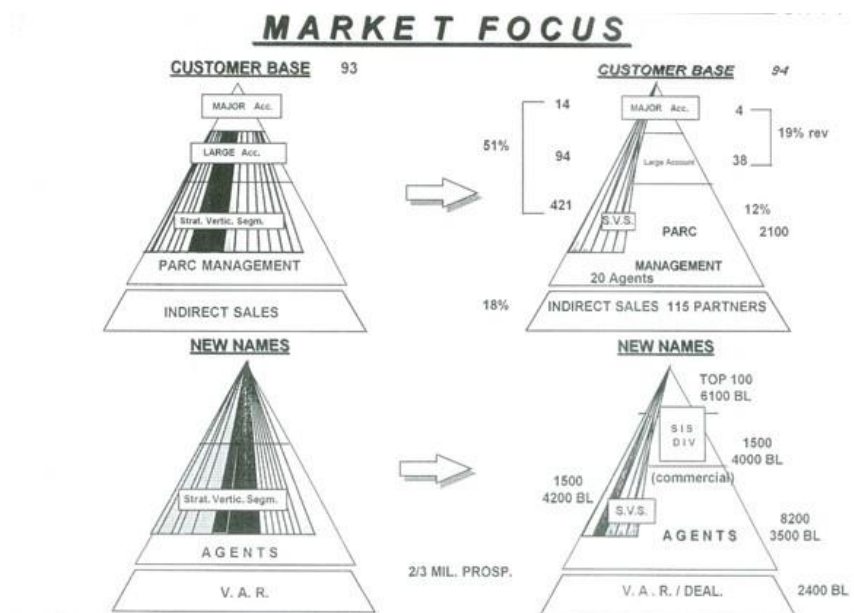 MARKET FOCUS
CUSTOMER BASE 93
MAJOR Acc.
LARGE Acc.
Strat. Vertic. Segm.
PARC MANAGEMENT
INDIRECT SALES
CUSTOMER BASE 94
14
MAJOR Acc.
4
51%
19% rev
94
Large Account
38
421
S.V.S.
12%
PARC
2100
MANAGEMENT
20 Agents
18%
INDIRECT SALES 115 PARTNERS
NEW NAMES
Strat. Vertic. Segm.
AGENTS
V. A. R.
NEW NAMES
TOP 100
6100 BL
SIS
DIV
1500
4000 BL
(commercial)
1500
4200 BL
S.V.S.
AGENTS
8200
3500 BL
2/3 MIL. PROSP.
V. A. R. / DEAL.
2400 BL